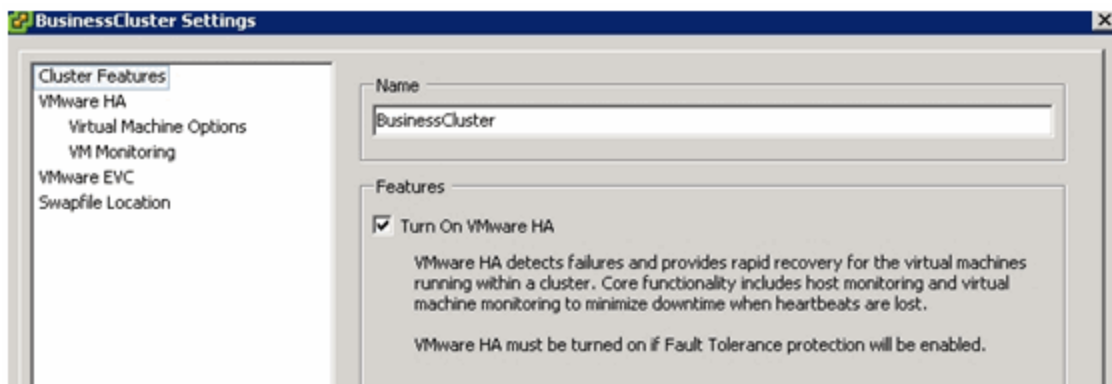 BusinessCluster Settings
Cluster Features
VMware HA
Virtual Machine Options
VM Monitoring
VMware EVC
Swapfile Location
Name
BusinessCluster
Features
Turn On VMware HA
VMware HA detects failures and provides rapid recovery for the virtual machines
running within a cluster. Core functionality includes host monitoring and virtual
machine monitoring to minimize downtime when heartbeats are lost.
VMware HA must be turned on if Fault Tolerance protection will be enabled.